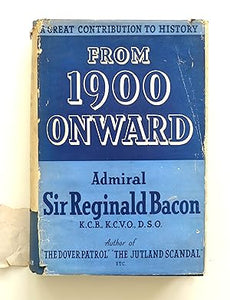 A GREAT CONTRIBUTION TO HISTORY
FROM
1900
ONWARD
Admiral
Sir Reginald Bacon
K.C.B., K.C.V.O., D.S.O.
Author of
"THE DOVER PATROL" "THE JUTLAND SCANDAL"
ETC.